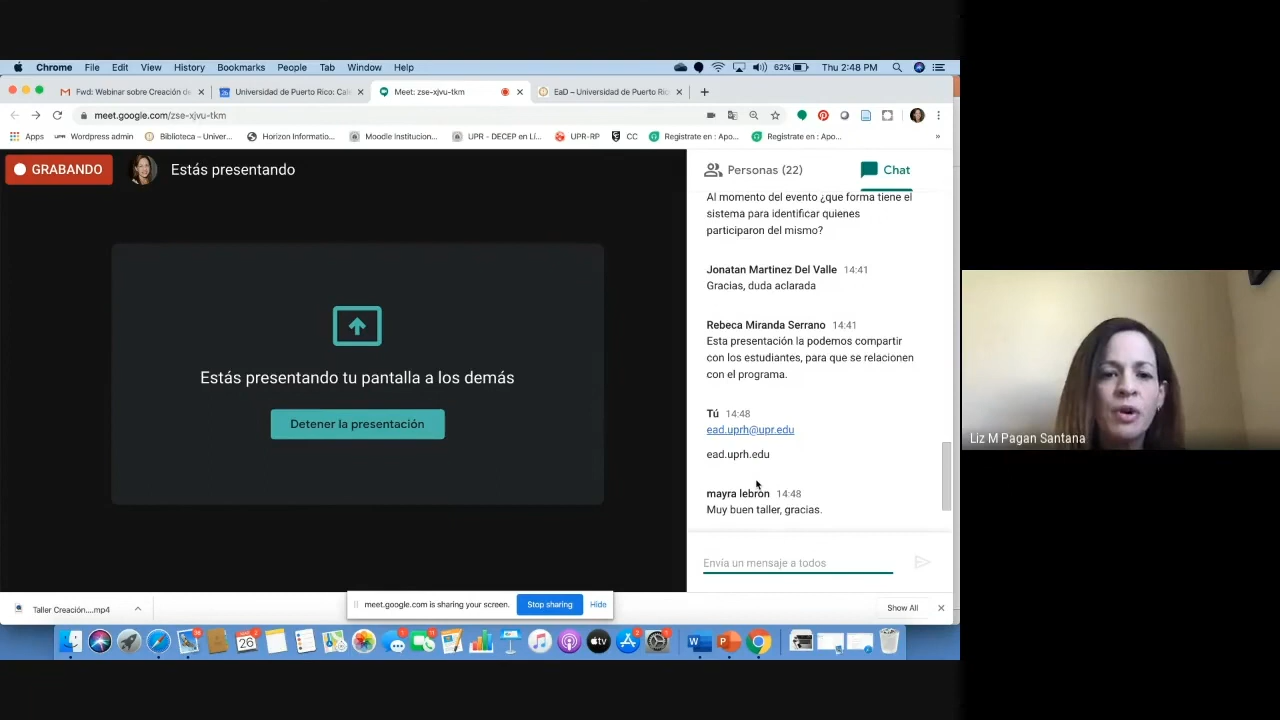 Chrome File Edit View History Bookmarks People Tab Window Help 62% Thu 2:48 PM
Fwd: Webinar sobre Creación de Universidad de Puerto Rico: Cal Meet: zse-xjvu-tkm EaD – Universidad de Puerto Ric
meet.google.com/zse-xjvu-tkm
Apps Wordpress admin Biblioteca – Univer... Horizon Informatio... Moodle Institucion... UPR - DECEP en Lí... UPR-RP CC Registrate en : Apo... Registrate en : Apo... »
GRABANDO Estás presentando
Personas (22) Chat
Al momento del evento ¿que forma tiene el
sistema para identificar quienes
participaron del mismo?
Jonatan Martinez Del Valle 14:41
Gracias, duda aclarada
Rebeca Miranda Serrano 14:41
Esta presentación la podemos compartir
con los estudiantes, para que se relacionen
con el programa.
Estás presentando tu pantalla a los demás
Detener la presentación
Tú 14:48
ead.uprh@upr.edu
ead.uprh.edu
mayra lebrón 14:48
Muy buen taller, gracias.
Envía un mensaje a todos
Liz M Pagan Santana
Taller Creación,....mp4
meet.google.com is sharing your screen. Stop sharing Hide
Show All